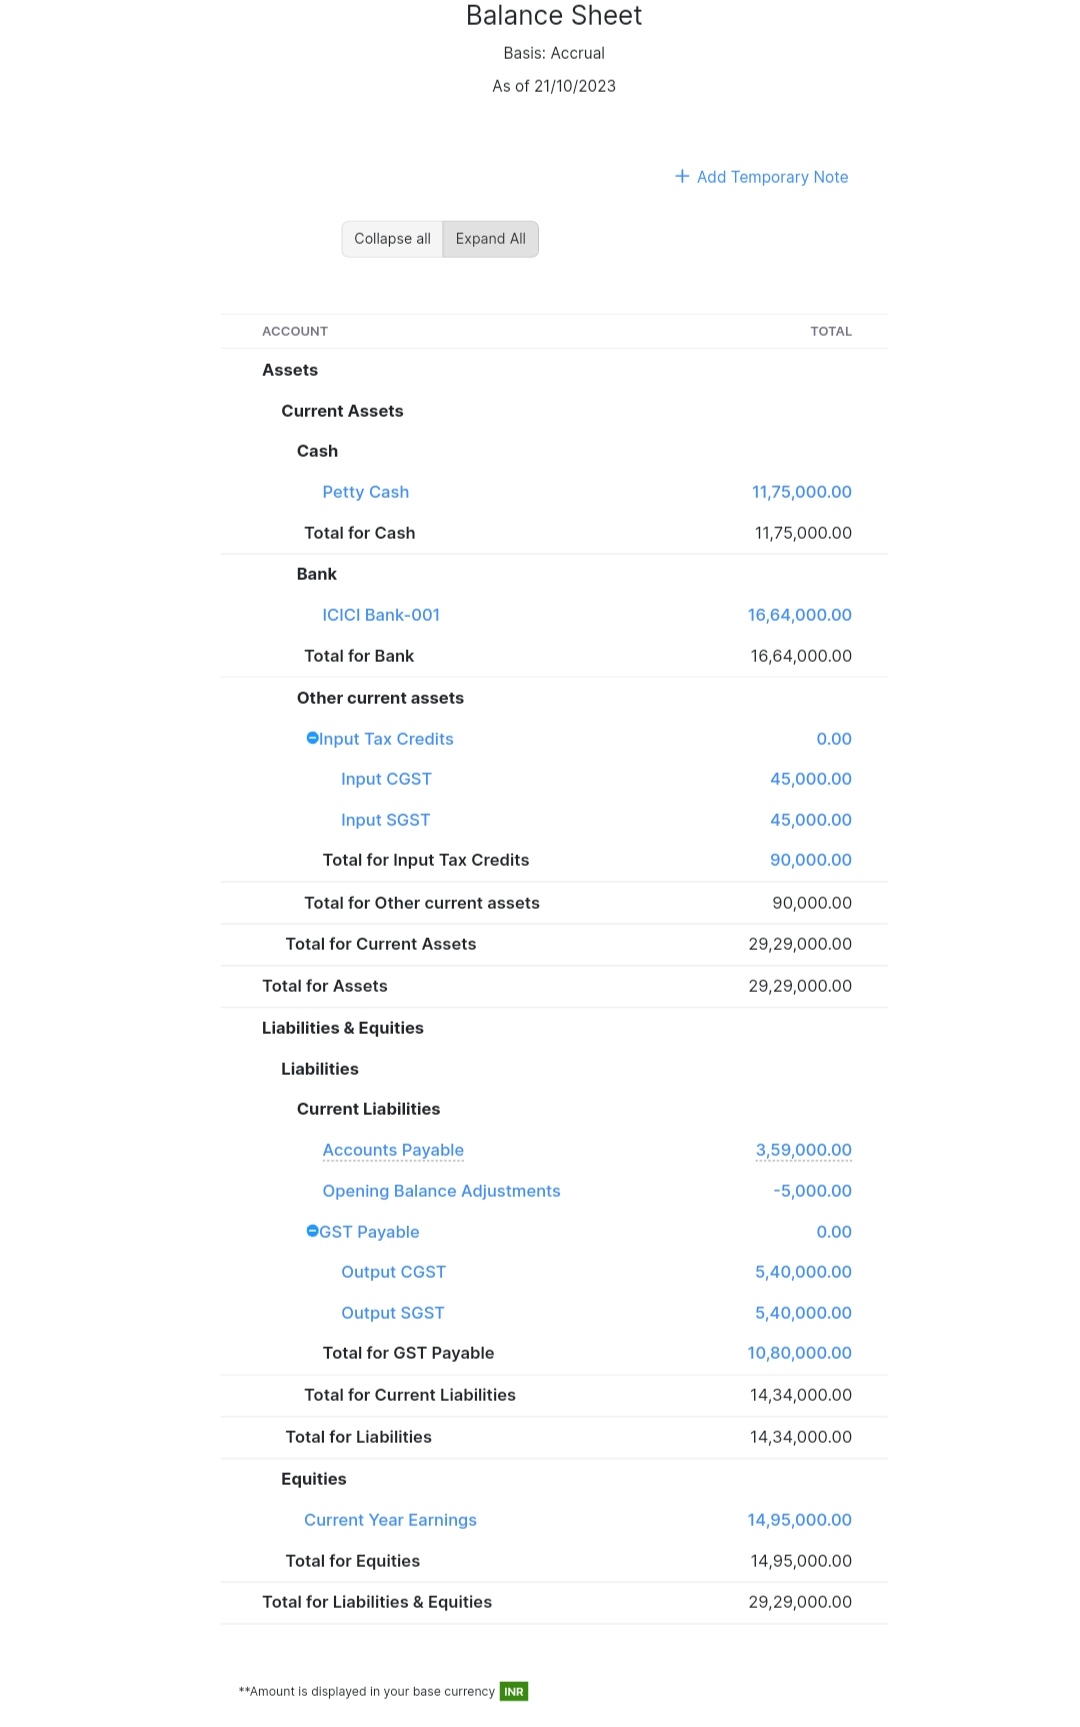 Balance Sheet
Basis: Accrual
As of 21/10/2023
+ Add Temporary Note
Collapse all Expand All
ACCOUNT TOTAL
Assets
Current Assets
Cash
Petty Cash 11,75,000.00
Total for Cash 11,75,000.00
Bank
ICICI Bank-001 16,64,000.00
Total for Bank 16,64,000.00
Other current assets
Input Tax Credits 0.00
Input CGST 45,000.00
Input SGST 45,000.00
Total for Input Tax Credits 90,000.00
Total for Other current assets 90,000.00
Total for Current Assets 29,29,000.00
Total for Assets 29,29,000.00
Liabilities & Equities
Liabilities
Current Liabilities
Accounts Payable 3,59,000.00
Opening Balance Adjustments -5,000.00
GST Payable 0.00
Output CGST 5,40,000.00
Output SGST 5,40,000.00
Total for GST Payable 10,80,000.00
Total for Current Liabilities 14,34,000.00
Total for Liabilities 14,34,000.00
Equities
Current Year Earnings 14,95,000.00
Total for Equities 14,95,000.00
Total for Liabilities & Equities 29,29,000.00
**Amount is displayed in your base currency INR